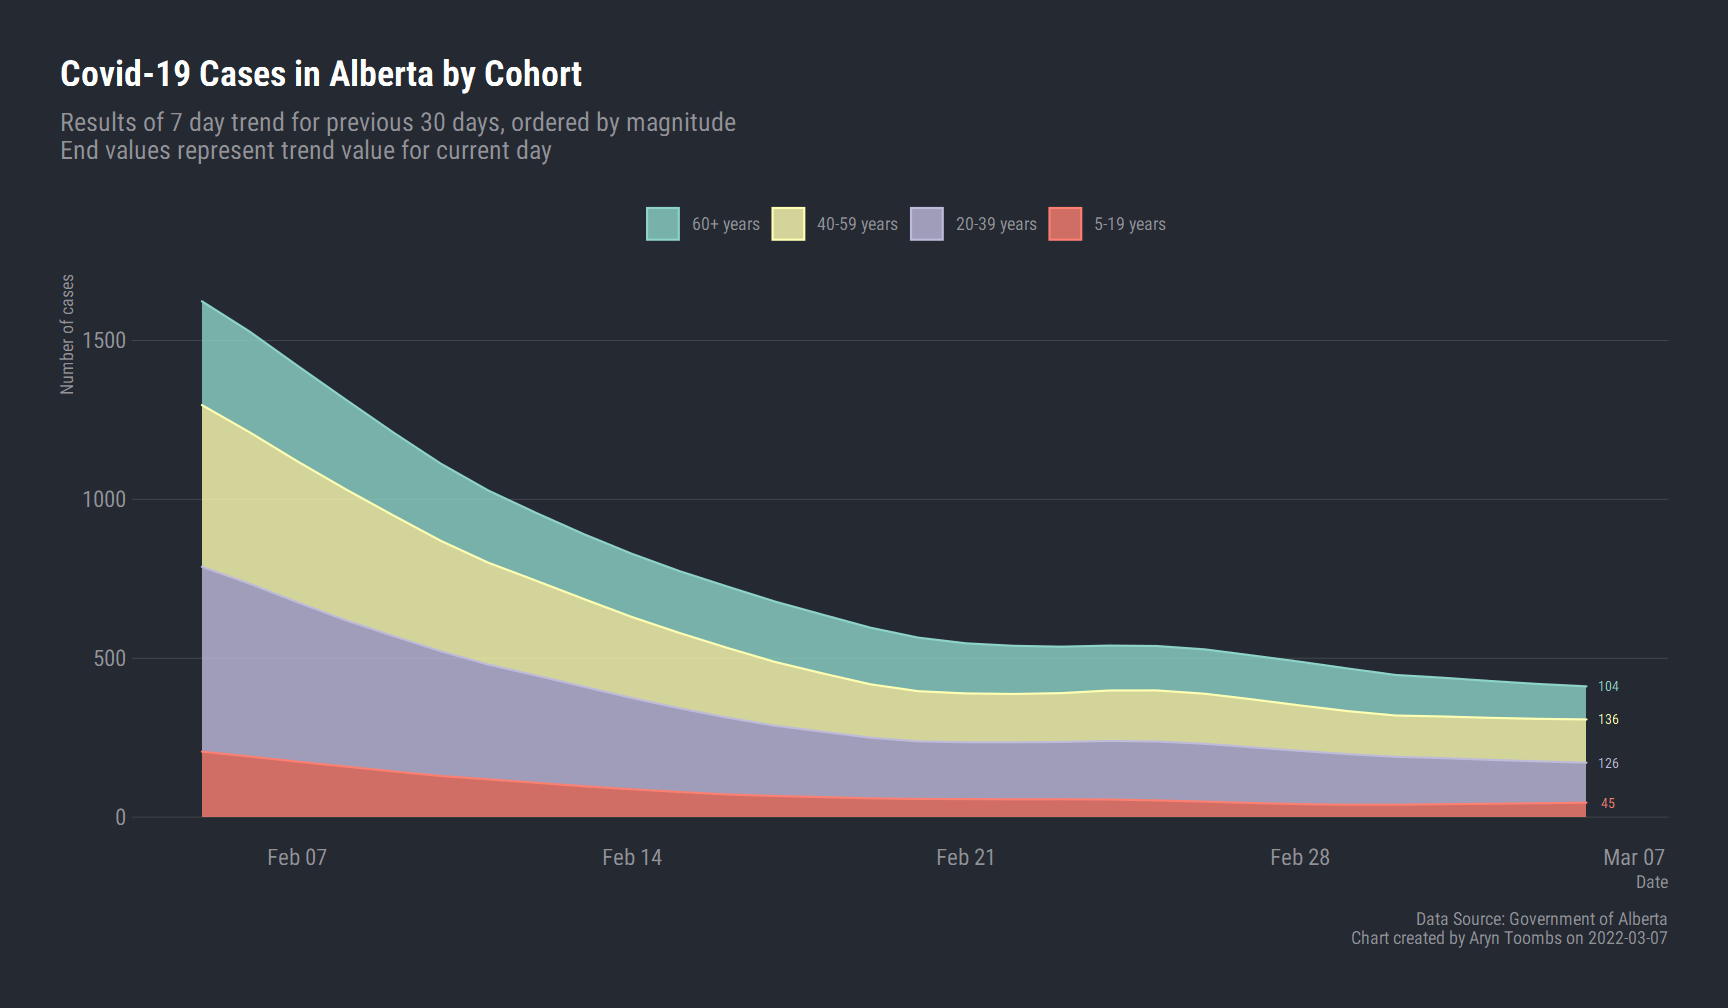 Covid-19 Cases in Alberta by Cohort
Results of 7 day trend for previous 30 days, ordered by magnitude
End values represent trend value for current day
60+ years
40-59 years
20-39 years
5-19 years
Number of cases
1500
1000
500
0
104
136
126
45
Feb 07
Feb 14
Feb 21
Feb 28
Mar 07
Date
Data Source: Government of Alberta
Chart created by Aryn Toombs on 2022-03-07